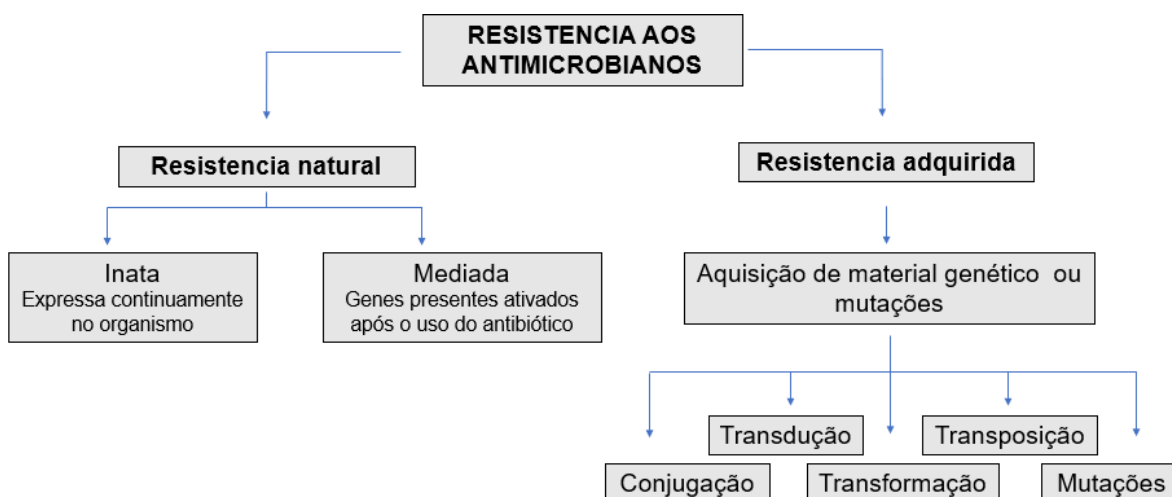 RESISTENCIA AOS
ANTIMICROBIANOS
Resistencia natural
Resistencia adquirida
Inata
Expressa continuamente
no organismo
Mediada
Genes presentes ativados
após o uso do antibiótico
Aquisição de material genético ou
mutações
Transdução
Transposição
Conjugação
Transformação
Mutações